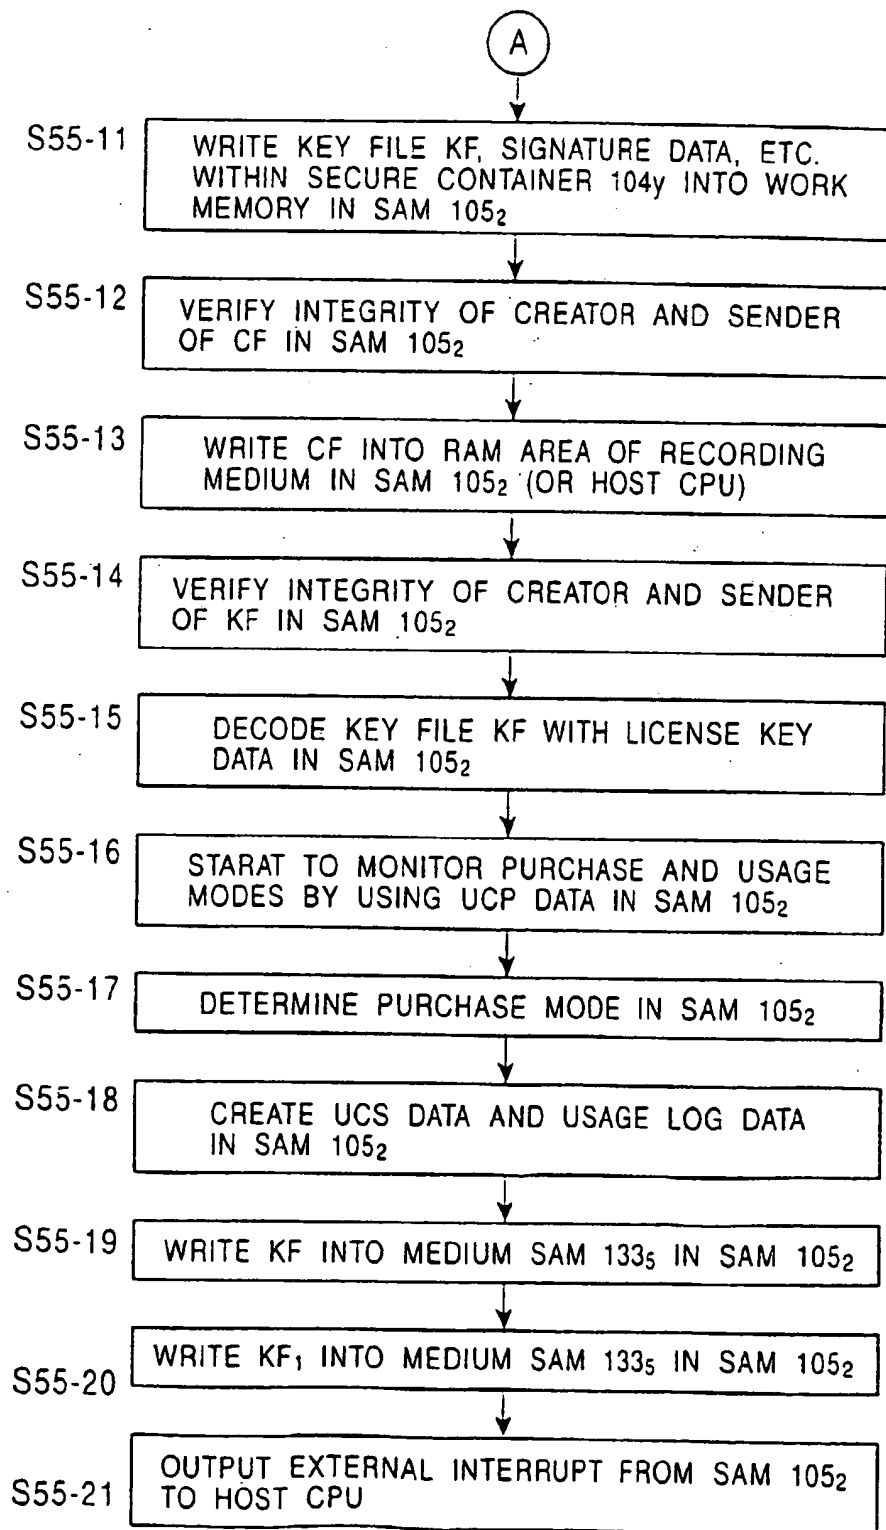 A
S55-11
WRITE KEY FILE KF, SIGNATURE DATA, ETC.
WITHIN SECURE CONTAINER 104y INTO WORK
MEMORY IN SAM 105₂
S55-12
VERIFY INTEGRITY OF CREATOR AND SENDER
OF CF IN SAM 105₂
S55-13
WRITE CF INTO RAM AREA OF RECORDING
MEDIUM IN SAM 105₂ (OR HOST CPU)
S55-14
VERIFY INTEGRITY OF CREATOR AND SENDER
OF KF IN SAM 105₂
S55-15
DECODE KEY FILE KF WITH LICENSE KEY
DATA IN SAM 105₂
S55-16
STARAT TO MONITOR PURCHASE AND USAGE
MODES BY USING UCP DATA IN SAM 105₂
S55-17
DETERMINE PURCHASE MODE IN SAM 105₂
S55-18
CREATE UCS DATA AND USAGE LOG DATA
IN SAM 105₂
S55-19
WRITE KF INTO MEDIUM SAM 133₅ IN SAM 105₂
S55-20
WRITE KF₁ INTO MEDIUM SAM 133₅ IN SAM 105₂
S55-21
OUTPUT EXTERNAL INTERRUPT FROM SAM 105₂
TO HOST CPU